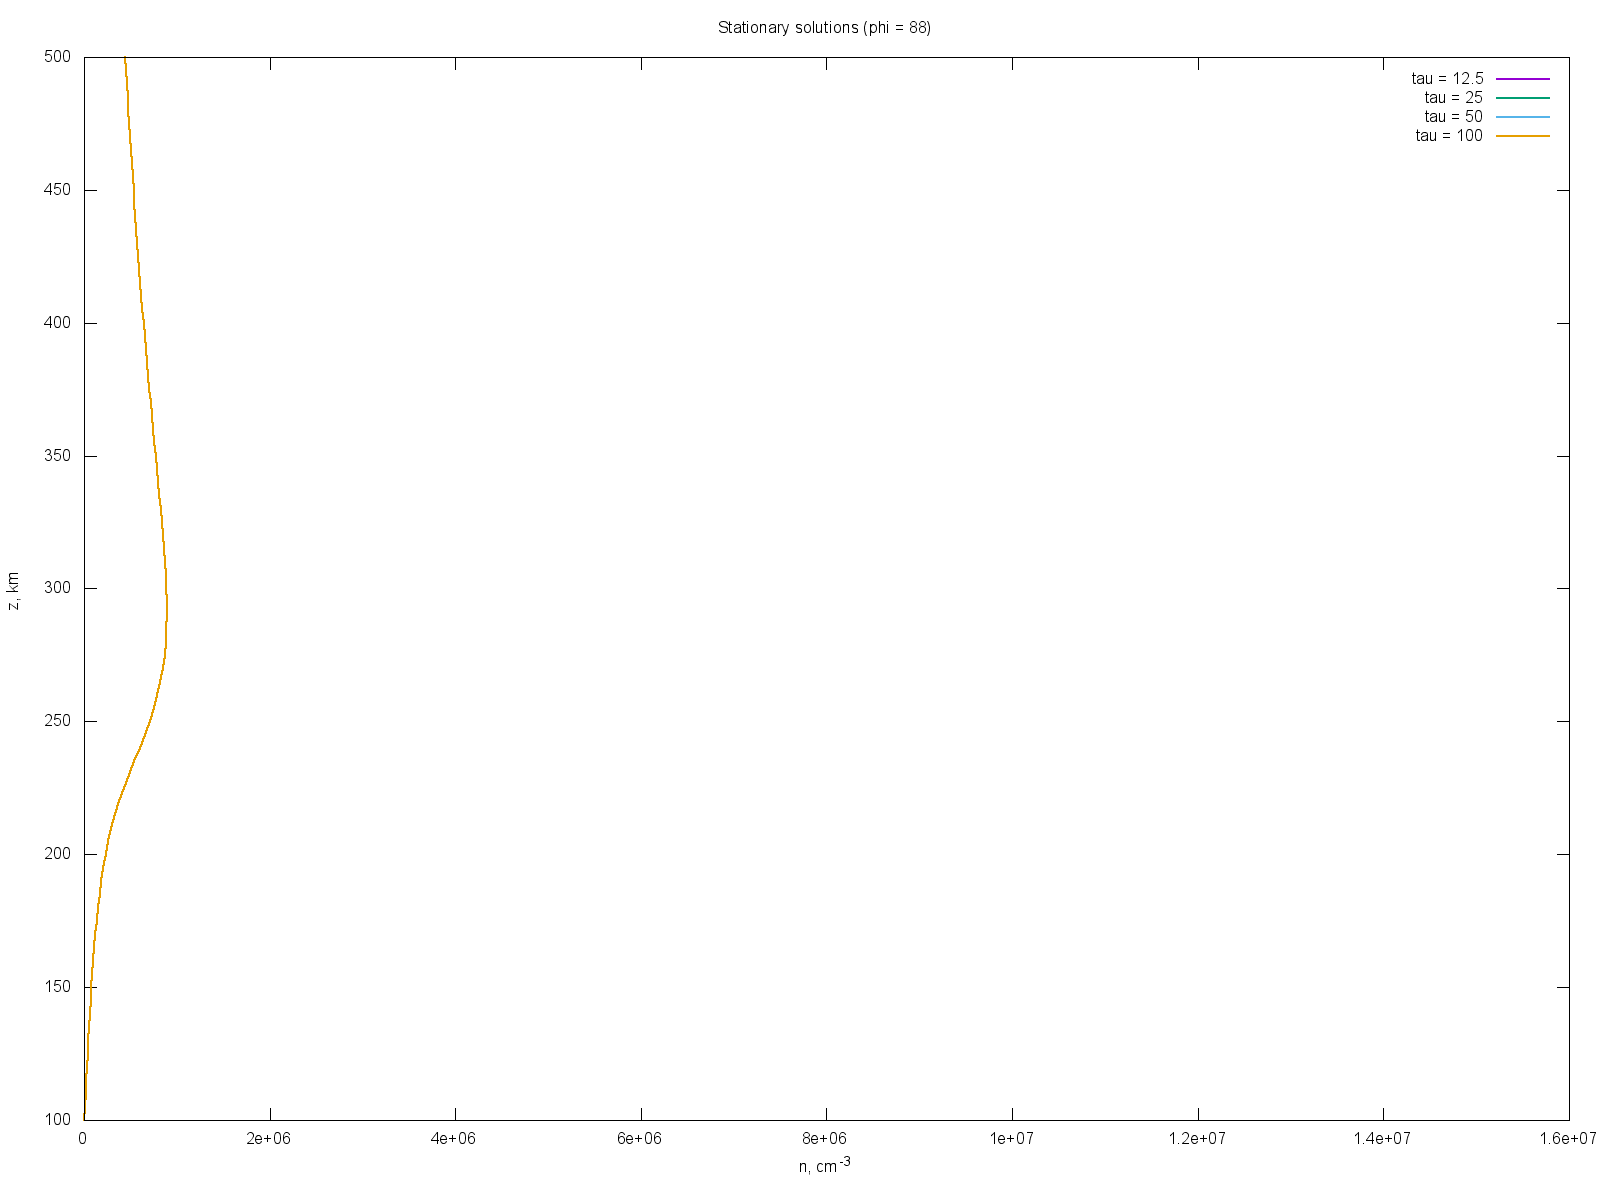 Stationary solutions (phi = 88)
500
450
400
350
300
250
200
150
100
z, km
tau = 12.5
tau = 25
tau = 50
tau = 100
0 2e+06 4e+06 6e+06 8e+06 1e+07 1.2e+07 1.4e+07 1.6e+07
n, cm⁻³